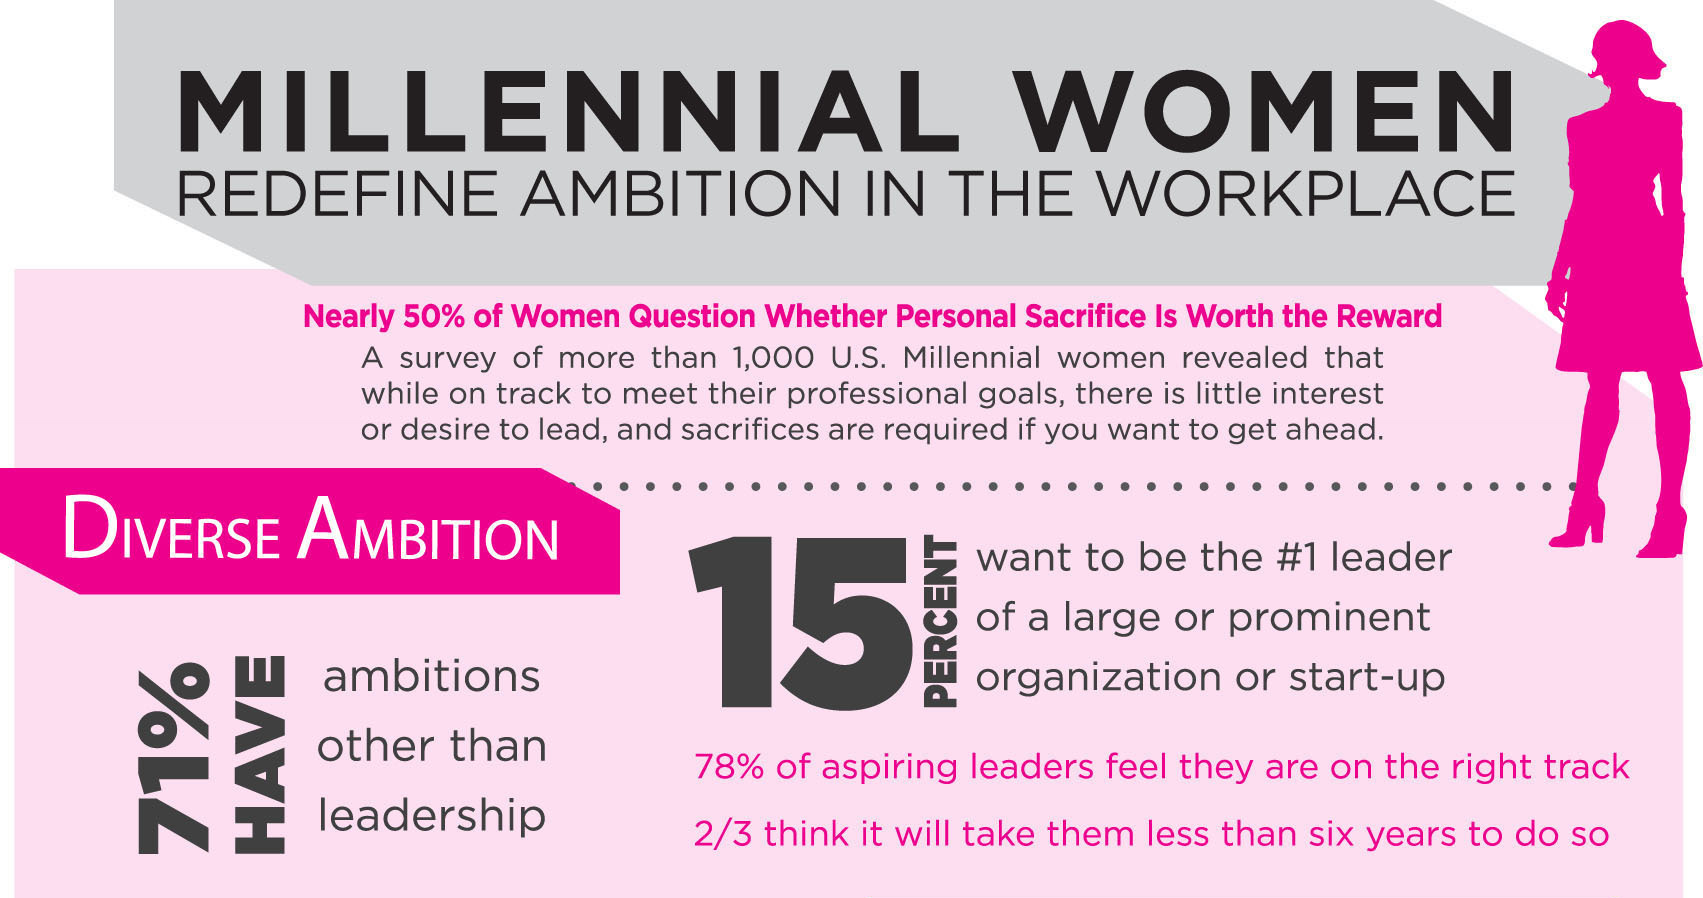 MILLENNIAL WOMEN
REDEFINE AMBITION IN THE WORKPLACE
Nearly 50% of Women Question Whether Personal Sacrifice Is Worth the Reward
A survey of more than 1,000 U.S. Millennial women revealed that
while on track to meet their professional goals, there is little interest
or desire to lead, and sacrifices are required if you want to get ahead.
DIVERSE AMBITION
71%
HAVE
ambitions
other than
leadership
15
PERCENT
want to be the #1 leader
of a large or prominent
organization or start-up
78% of aspiring leaders feel they are on the right track
2/3 think it will take them less than six years to do so